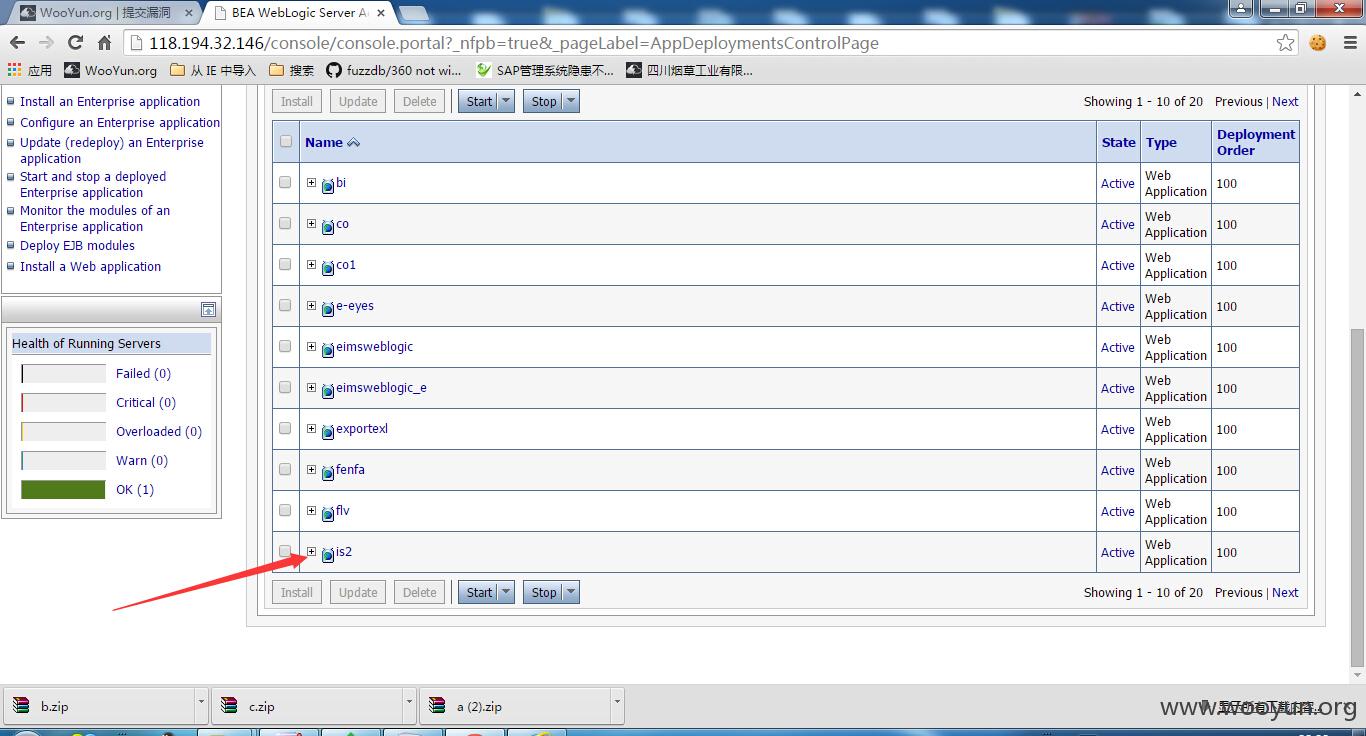 WooYun.org | 提交漏洞
BEA WebLogic Server A
118.194.32.146/console/console.portal?_nfpb=true&_pageLabel=AppDeploymentsControlPage
应用 WooYun.org 从 IE 中导入 搜索 fuzzdb/360 not wi... SAP管理系统隐患不... 四川烟草工业有限...
Install an Enterprise application
Configure an Enterprise application
Update (redeploy) an Enterprise
application
Start and stop a deployed
Enterprise application
Monitor the modules of an
Enterprise application
Deploy EJB modules
Install a Web application
Health of Running Servers
Failed (0)
Critical (0)
Overloaded (0)
Warn (0)
OK (1)
Install Update Delete Start Stop Showing 1 - 10 of 20 Previous | Next
Name State Type Deployment Order
bi Active Web Application 100
co Active Web Application 100
co1 Active Web Application 100
e-eyes Active Web Application 100
eimsweblogic Active Web Application 100
eimsweblogic_e Active Web Application 100
exportexl Active Web Application 100
fenfa Active Web Application 100
flv Active Web Application 100
is2 Active Web Application 100
Install Update Delete Start Stop Showing 1 - 10 of 20 Previous | Next
b.zip c.zip a (2).zip
www.wooyun.org